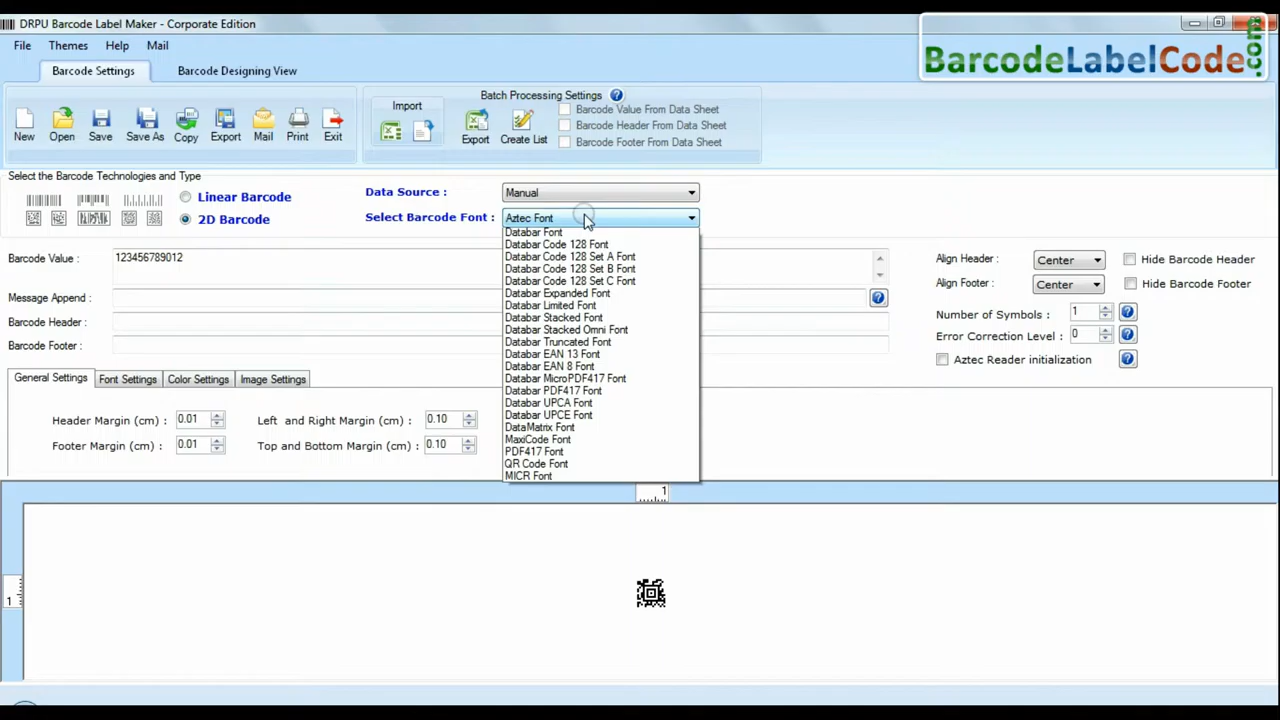 DRPU Barcode Label Maker - Corporate Edition
BarcodeLabelCode.com
File Themes Help Mail
Barcode Settings Barcode Designing View
Batch Processing Settings
Import
Barcode Value From Data Sheet
Barcode Header From Data Sheet
Barcode Footer From Data Sheet
New Open Save Save As Copy Export Mail Print Exit Export Create List
Select the Barcode Technologies and Type
Linear Barcode
2D Barcode
Data Source : Manual
Select Barcode Font : Aztec Font
Databar Font
Databar Code 128 Font
Databar Code 128 Set A Font
Databar Code 128 Set B Font
Databar Code 128 Set C Font
Databar Expanded Font
Databar Limited Font
Databar Stacked Font
Databar Stacked Omni Font
Databar Truncated Font
Databar EAN 13 Font
Databar EAN 8 Font
Databar MicroPDF417 Font
Databar PDF417 Font
Databar UPCA Font
Databar UPCE Font
DataMatrix Font
MaxiCode Font
PDF417 Font
QR Code Font
MICR Font
Barcode Value : 123456789012
Message Append :
Barcode Header :
Barcode Footer :
Align Header : Center Hide Barcode Header
Align Footer : Center Hide Barcode Footer
Number of Symbols : 1
Error Correction Level : 0
Aztec Reader initialization
General Settings Font Settings Color Settings Image Settings
Header Margin (cm) : 0.01 Left and Right Margin (cm) : 0.10
Footer Margin (cm) : 0.01 Top and Bottom Margin (cm) : 0.10
1
1